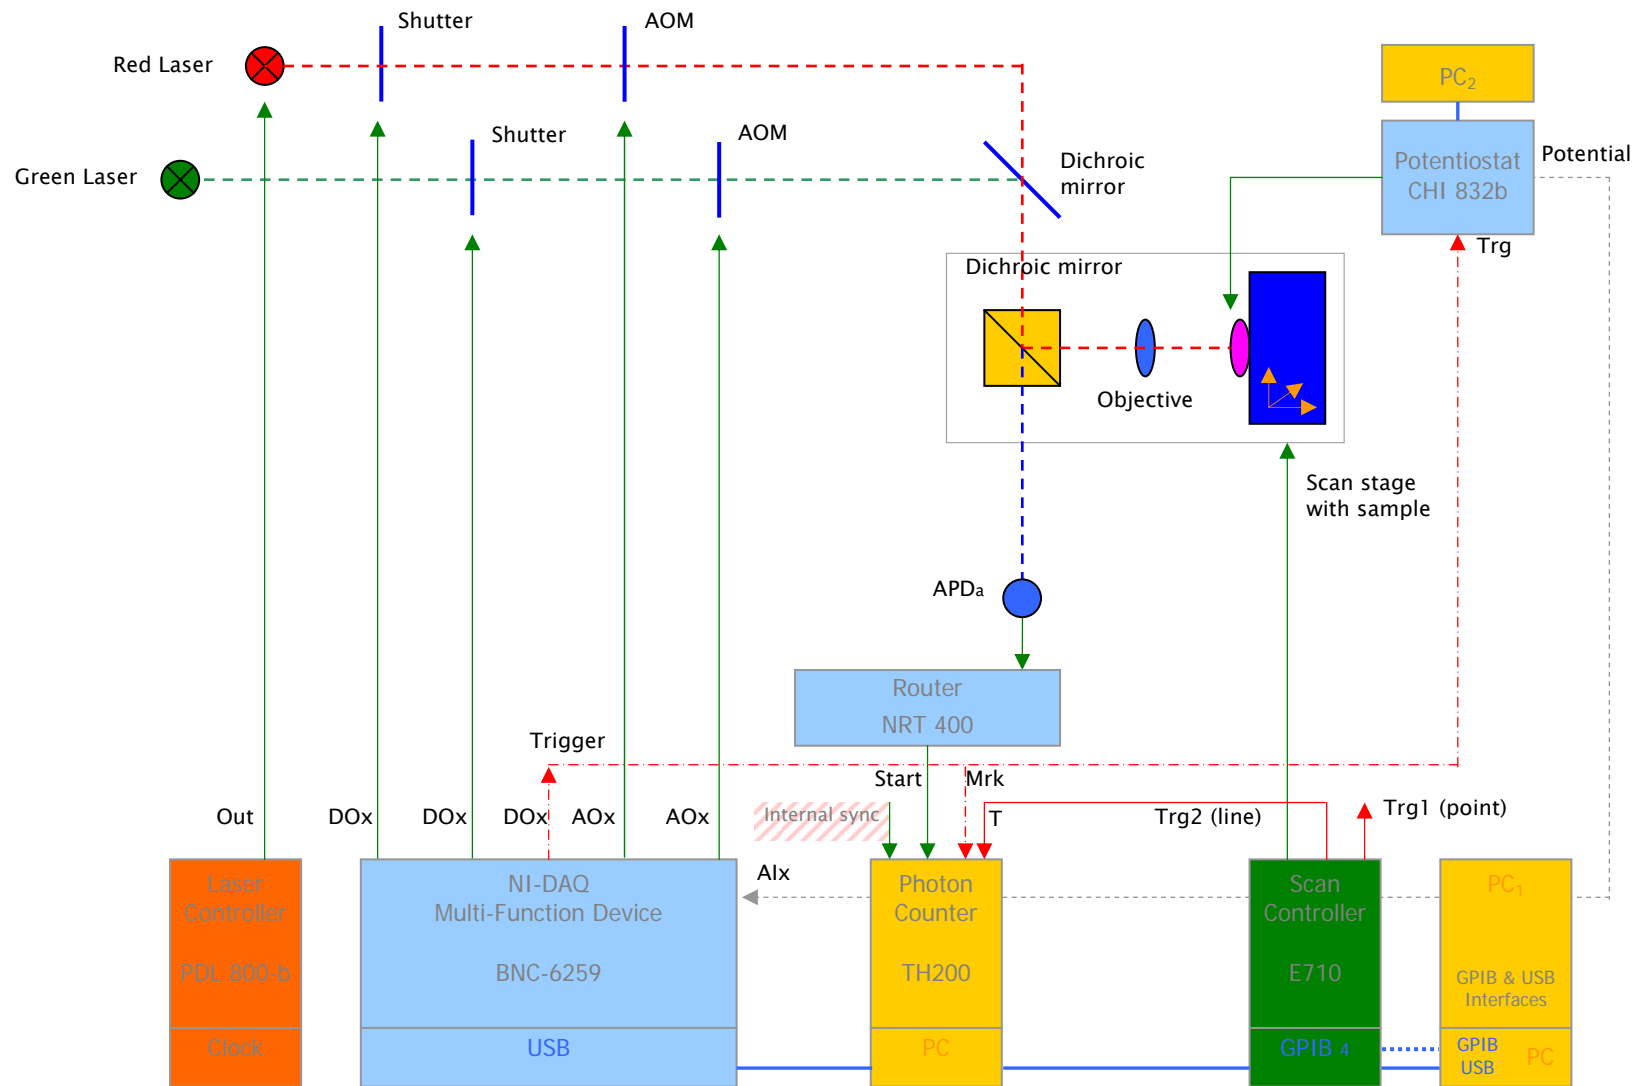 Shutter
AOM
Red Laser
PC2
Shutter
AOM
Green Laser
Dichroic
mirror
Potentiostat
CHI 832b
Potential
Trg
Dichroic mirror
Objective
Scan stage
with sample
APDa
Router
NRT 400
Trigger
Start
Mrk
Internal sync
T
Trg2 (line)
Trg1 (point)
Out
DOx
DOx
DOx
AOx
AOx
AIx
Laser
Controller
PDL 800-b
Clock
NI-DAQ
Multi-Function Device
BNC-6259
USB
Photon
Counter
TH200
PC
Scan
Controller
E710
GPIB 4
PC1
GPIB & USB
Interfaces
GPIB
USB
PC